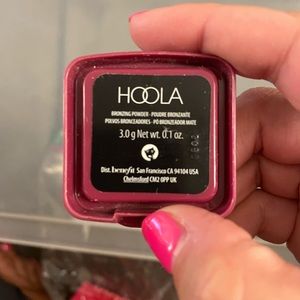 HOOLA
BRONZING POWDER • POUDRE BRONZANTE
POLVOS BRONCEADORES • PÓ BRONZEADOR MATE
3.0 g Net wt. 0.1 oz.
Dist. benefit San Francisco CA 94104 USA
Chelmsford CM2 0PP UK